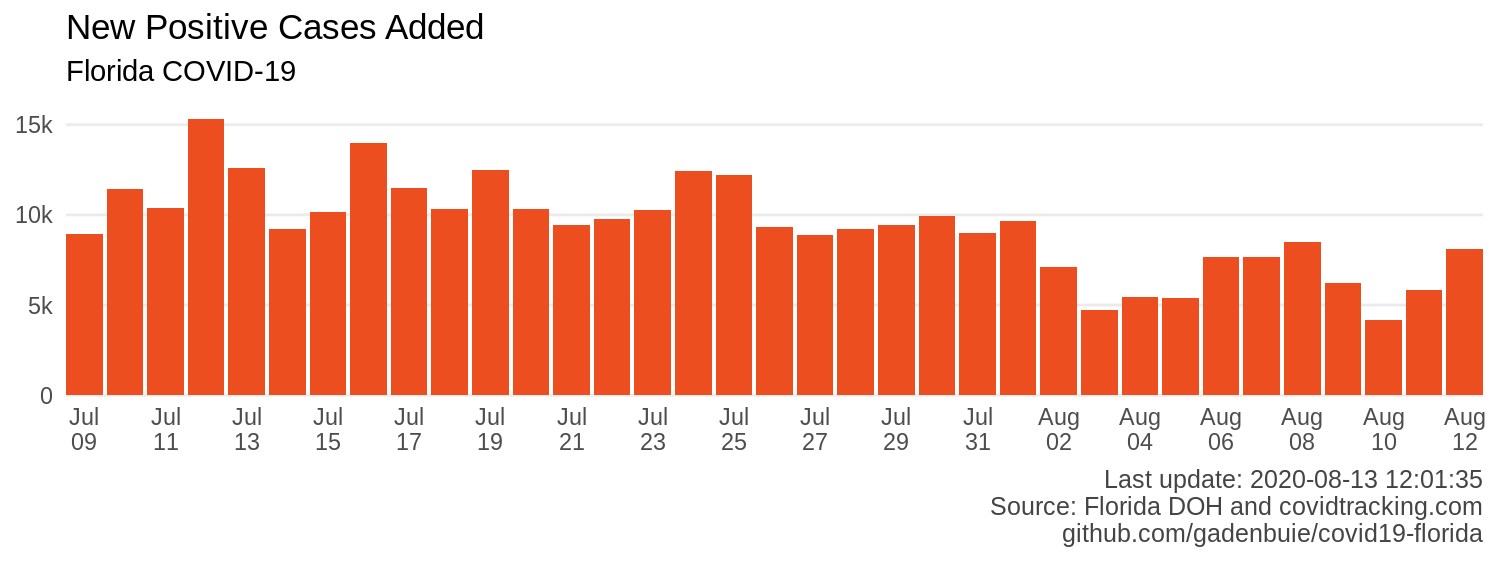 New Positive Cases Added
Florida COVID-19
15k
10k
5k
0
Jul Jul Jul Jul Jul Jul Jul Jul Jul Jul Jul Jul Aug Aug Aug Aug Aug Aug
09 11 13 15 17 19 21 23 25 27 29 31 02 04 06 08 10 12
Last update: 2020-08-13 12:01:35
Source: Florida DOH and covidtracking.com
github.com/gadenbuie/covid19-florida